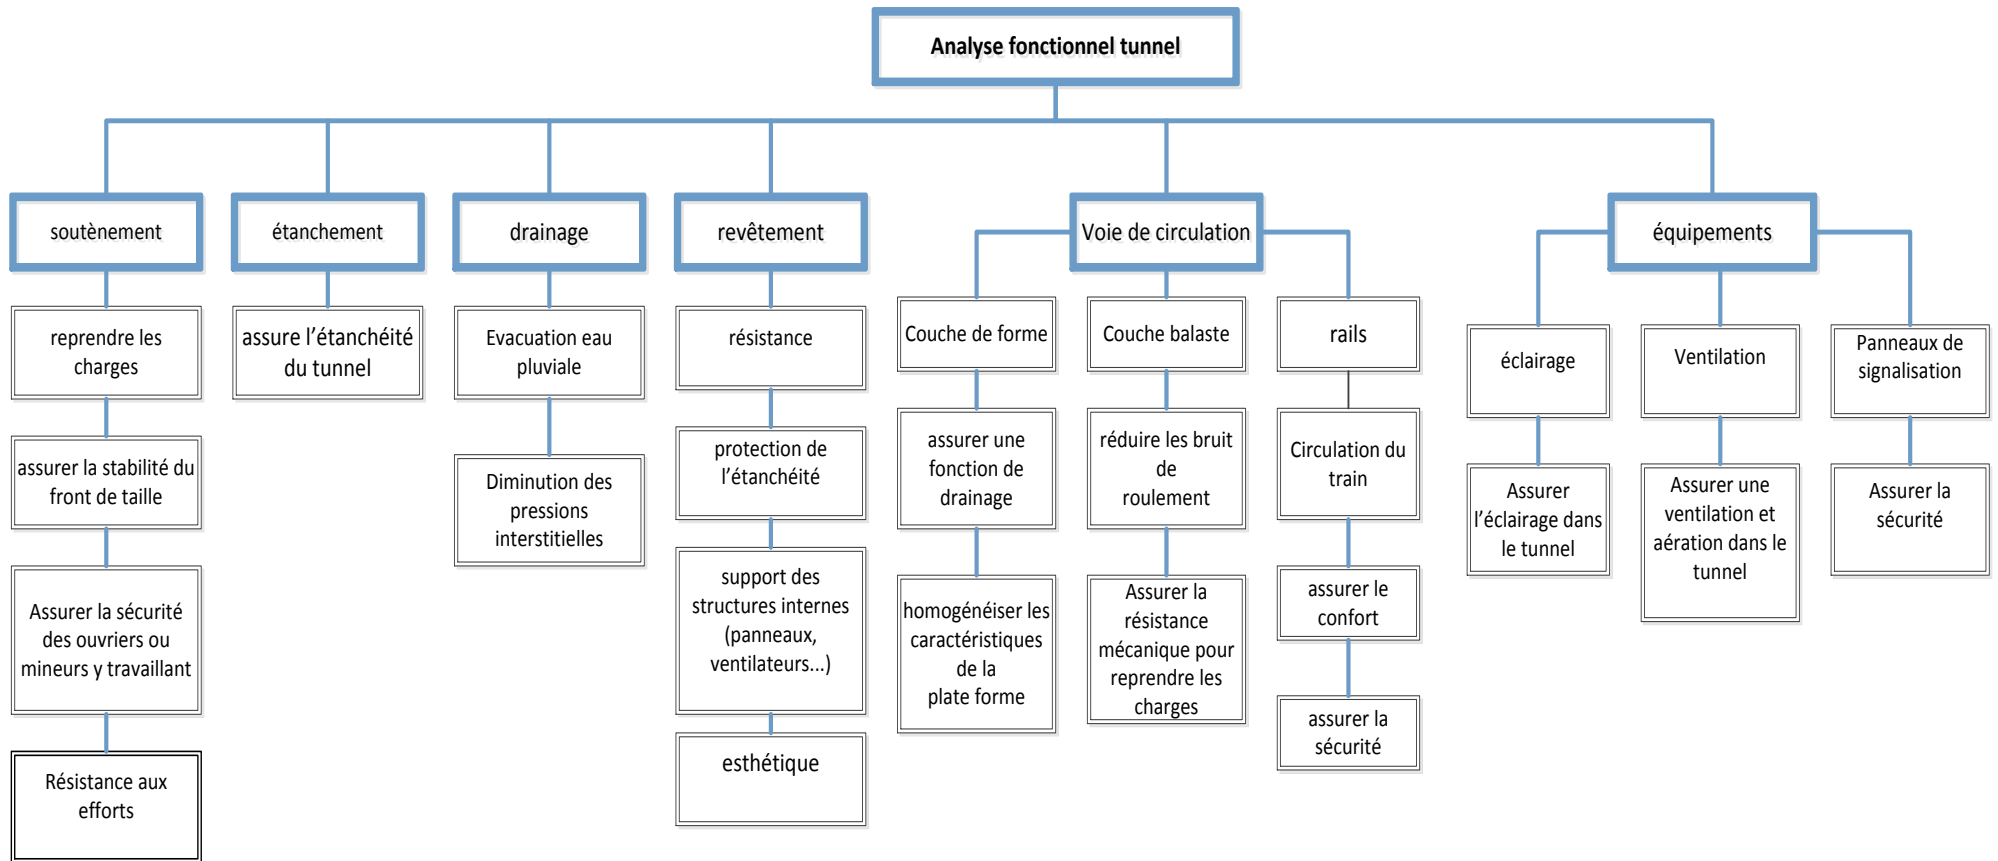 Analyse fonctionnel tunnel
soutènement
étanchement
drainage
revêtement
Voie de circulation
équipements
reprendre les
charges
assurer la stabilité du
front de taille
Assurer la sécurité
des ouvriers ou
mineurs y travaillant
Résistance aux
efforts
assure l’étanchéité
du tunnel
Evacuation eau
pluviale
Diminution des
pressions
interstitielles
résistance
protection de
l’étanchéité
support des
structures internes
(panneaux,
ventilateurs...)
esthétique
Couche de forme
assurer une
fonction de
drainage
homogénéiser les
caractéristiques
de la
plate forme
Couche balaste
réduire les bruit
de
roulement
Assurer la
résistance
mécanique pour
reprendre les
charges
rails
Circulation du
train
assurer le
confort
assurer la
sécurité
éclairage
Assurer
l’éclairage dans
le tunnel
Ventilation
Assurer une
ventilation et
aération dans le
tunnel
Panneaux de
signalisation
Assurer la
sécurité